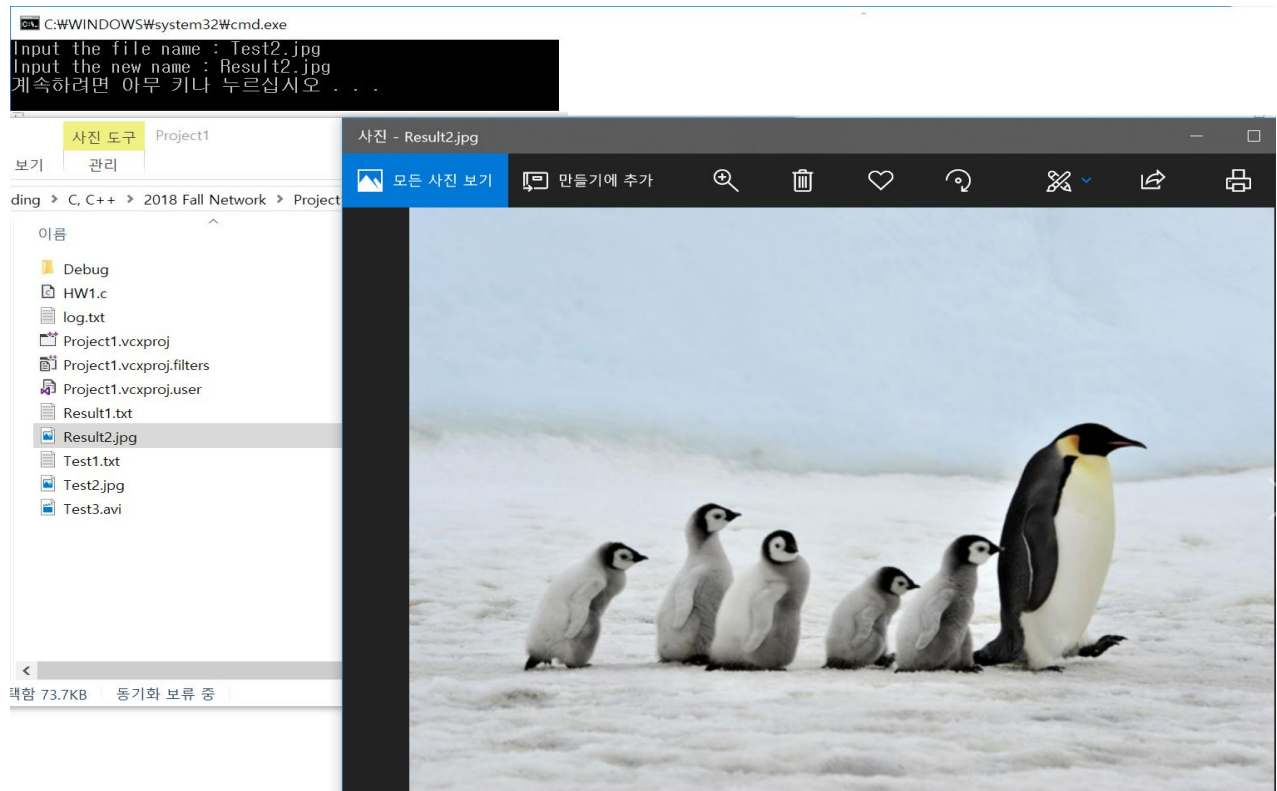 C:₩WINDOWS₩system32₩cmd.exe
Input the file name : Test2.jpg
Input the new name : Result2.jpg
계속하려면 아무 키나 누르십시오 . . .
사진 도구 Project1
보기 관리
ding > C, C++ > 2018 Fall Network > Project
이름
Debug
HW1.c
log.txt
Project1.vcxproj
Project1.vcxproj.filters
Project1.vcxproj.user
Result1.txt
Result2.jpg
Test1.txt
Test2.jpg
Test3.avi
택함 73.7KB 동기화 보류 중
사진 - Result2.jpg
모든 사진 보기 만들기에 추가